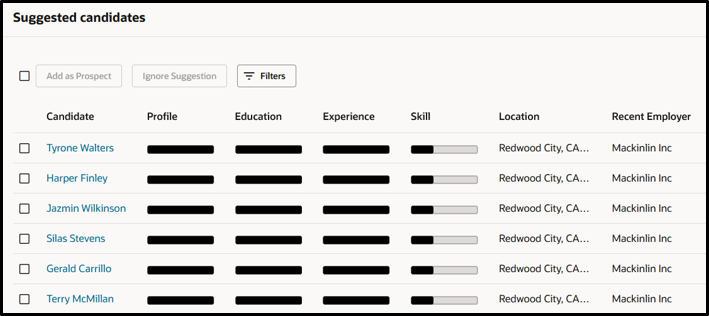 Suggested candidates
Add as Prospect Ignore Suggestion Filters
Candidate Profile Education Experience Skill Location Recent Employer
Tyrone Walters Redwood City, CA... Mackinlin Inc
Harper Finley Redwood City, CA... Mackinlin Inc
Jazmin Wilkinson Redwood City, CA... Mackinlin Inc
Silas Stevens Redwood City, CA... Mackinlin Inc
Gerald Carrillo Redwood City, CA... Mackinlin Inc
Terry McMillan Redwood City, CA... Mackinlin Inc